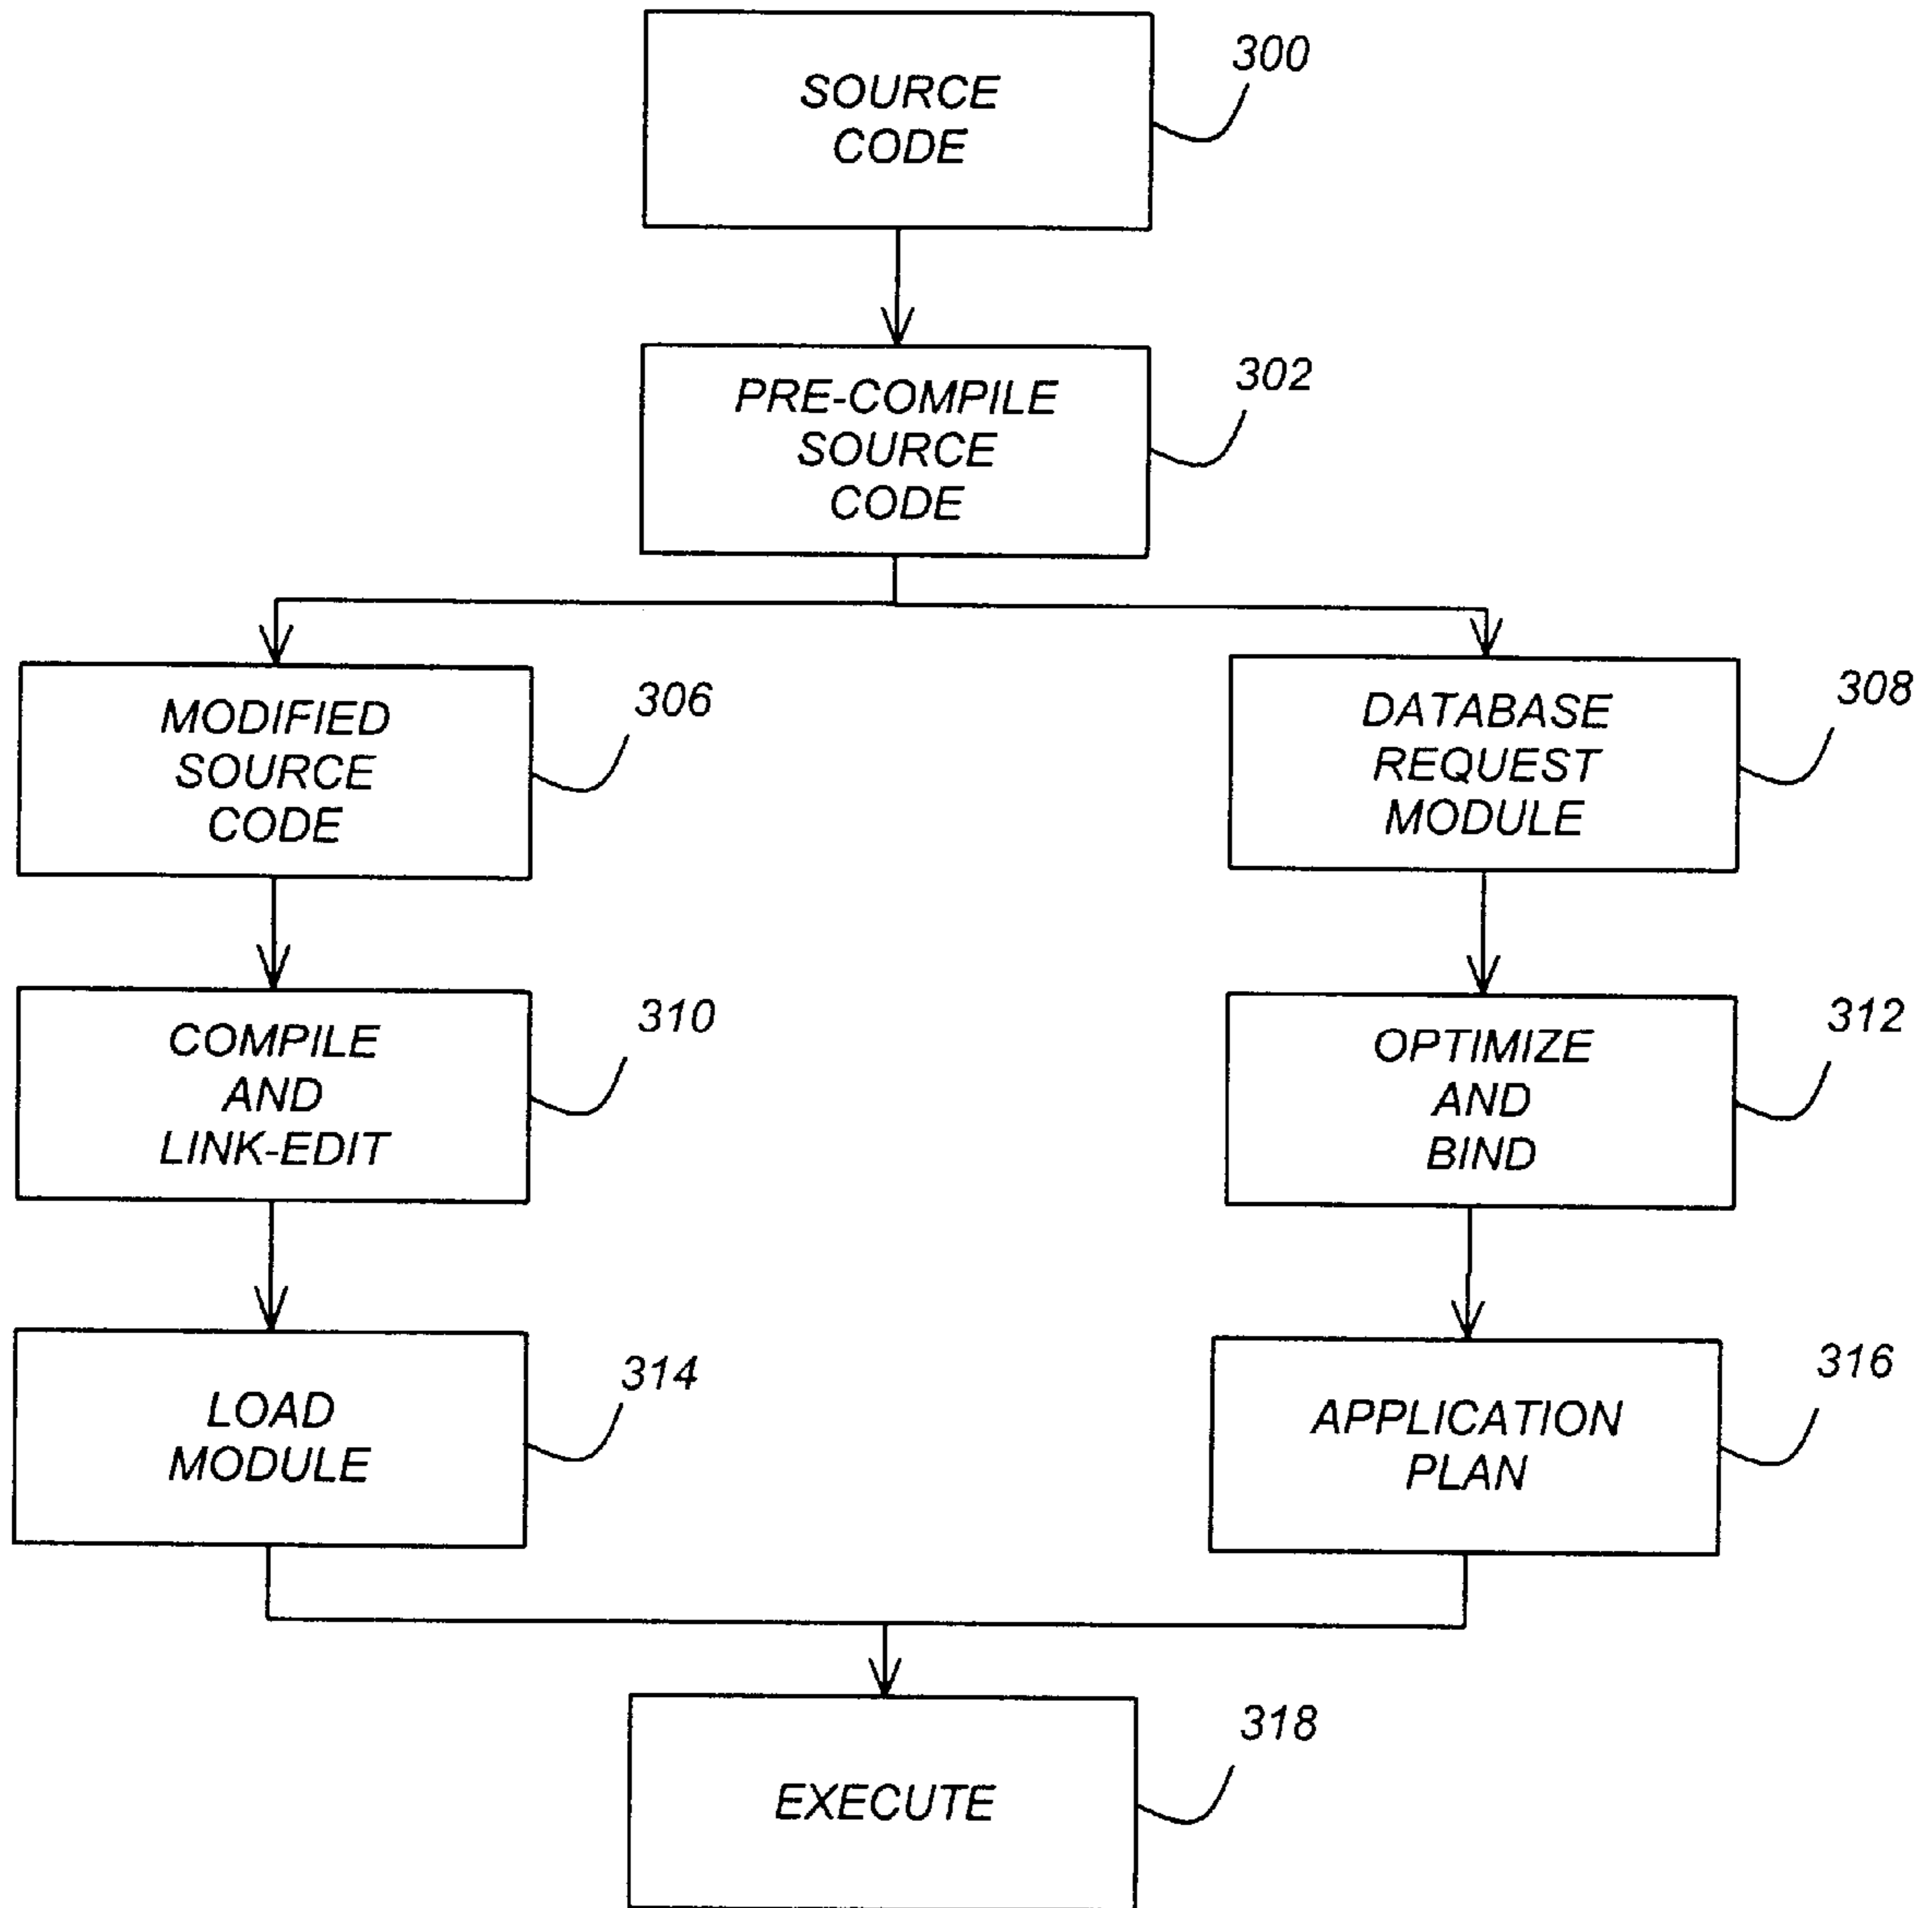 SOURCE
CODE
300
PRE-COMPILE
SOURCE
CODE
302
MODIFIED
SOURCE
CODE
306
DATABASE
REQUEST
MODULE
308
COMPILE
AND
LINK-EDIT
310
OPTIMIZE
AND
BIND
312
LOAD
MODULE
314
APPLICATION
PLAN
316
EXECUTE
318